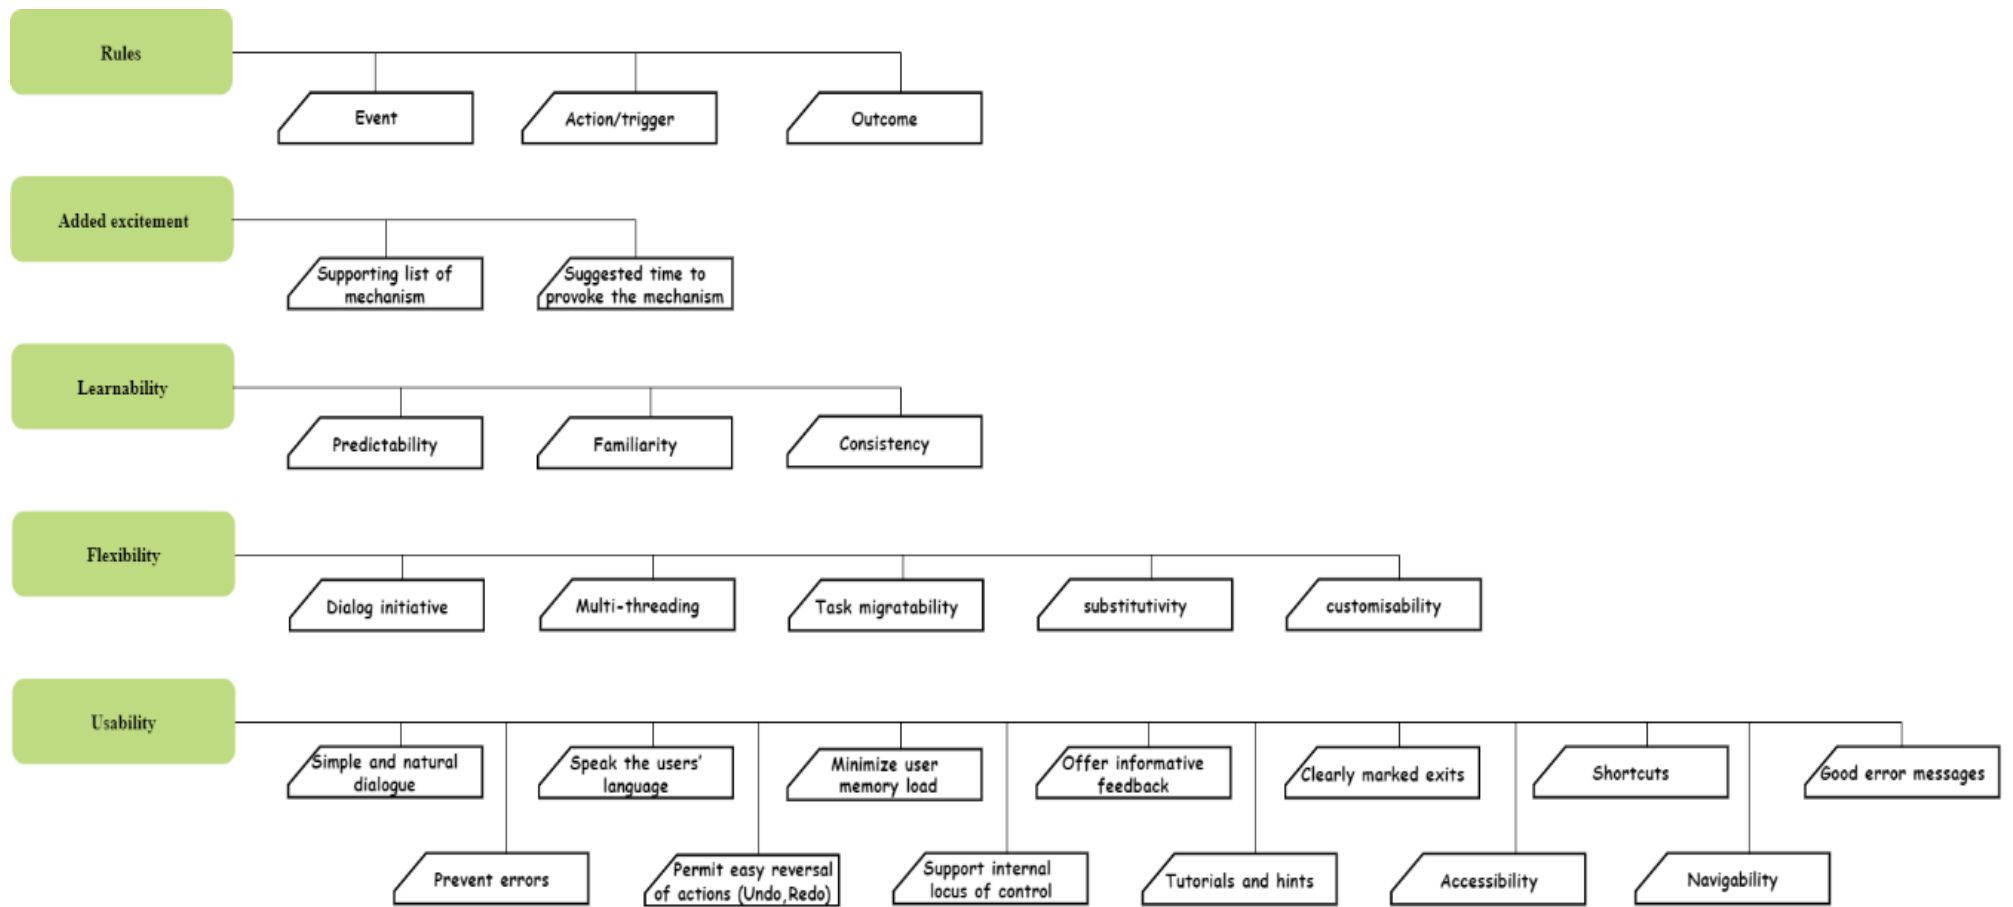 Rules
Event
Action/trigger
Outcome
Added excitement
Supporting list of
mechanism
Suggested time to
provoke the mechanism
Learnability
Predictability
Familiarity
Consistency
Flexibility
Dialog initiative
Multi-threading
Task migratability
substitutivity
customisability
Usability
Simple and natural
dialogue
Speak the users'
language
Minimize user
memory load
Offer informative
feedback
Clearly marked exits
Shortcuts
Good error messages
Prevent errors
Permit easy reversal
of actions (Undo,Redo)
Support internal
locus of control
Tutorials and hints
Accessibility
Navigability